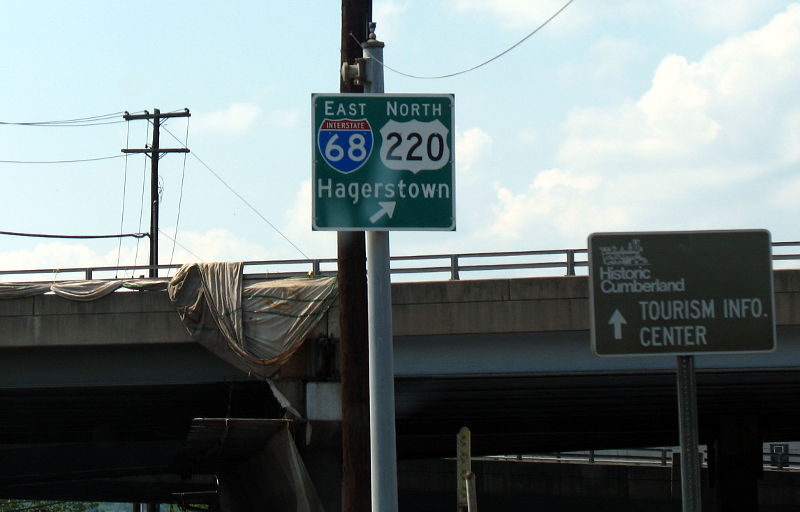 EAST NORTH
INTERSTATE
68 220
Hagerstown
Historic
Cumberland
TOURISM INFO.
CENTER